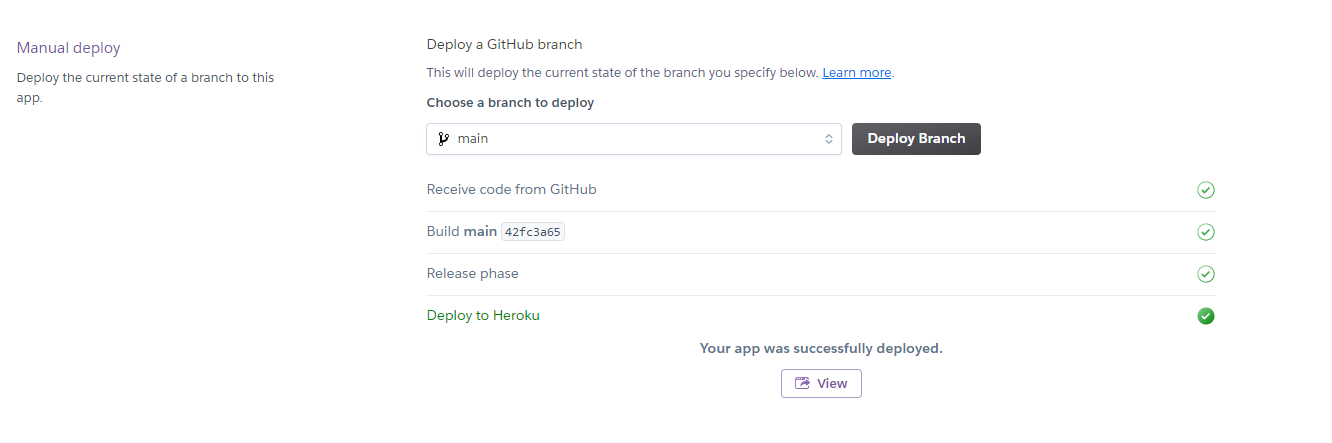 Manual deploy
Deploy the current state of a branch to this
app.
Deploy a GitHub branch
This will deploy the current state of the branch you specify below. Learn more.
Choose a branch to deploy
main
Deploy Branch
Receive code from GitHub
Build main 42fc3a65
Release phase
Deploy to Heroku
Your app was successfully deployed.
View